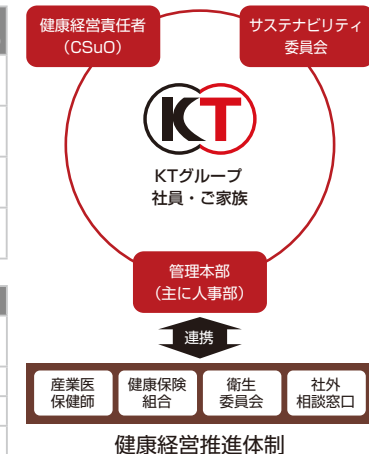 健康経営責任者
（CSuO）
サステナビリティ
委員会
KT
KTグループ
社員・ご家族
管理本部
（主に人事部）
連携
産業医
保健師
健康保険
組合
衛生
委員会
社外
相談窓口
健康経営推進体制